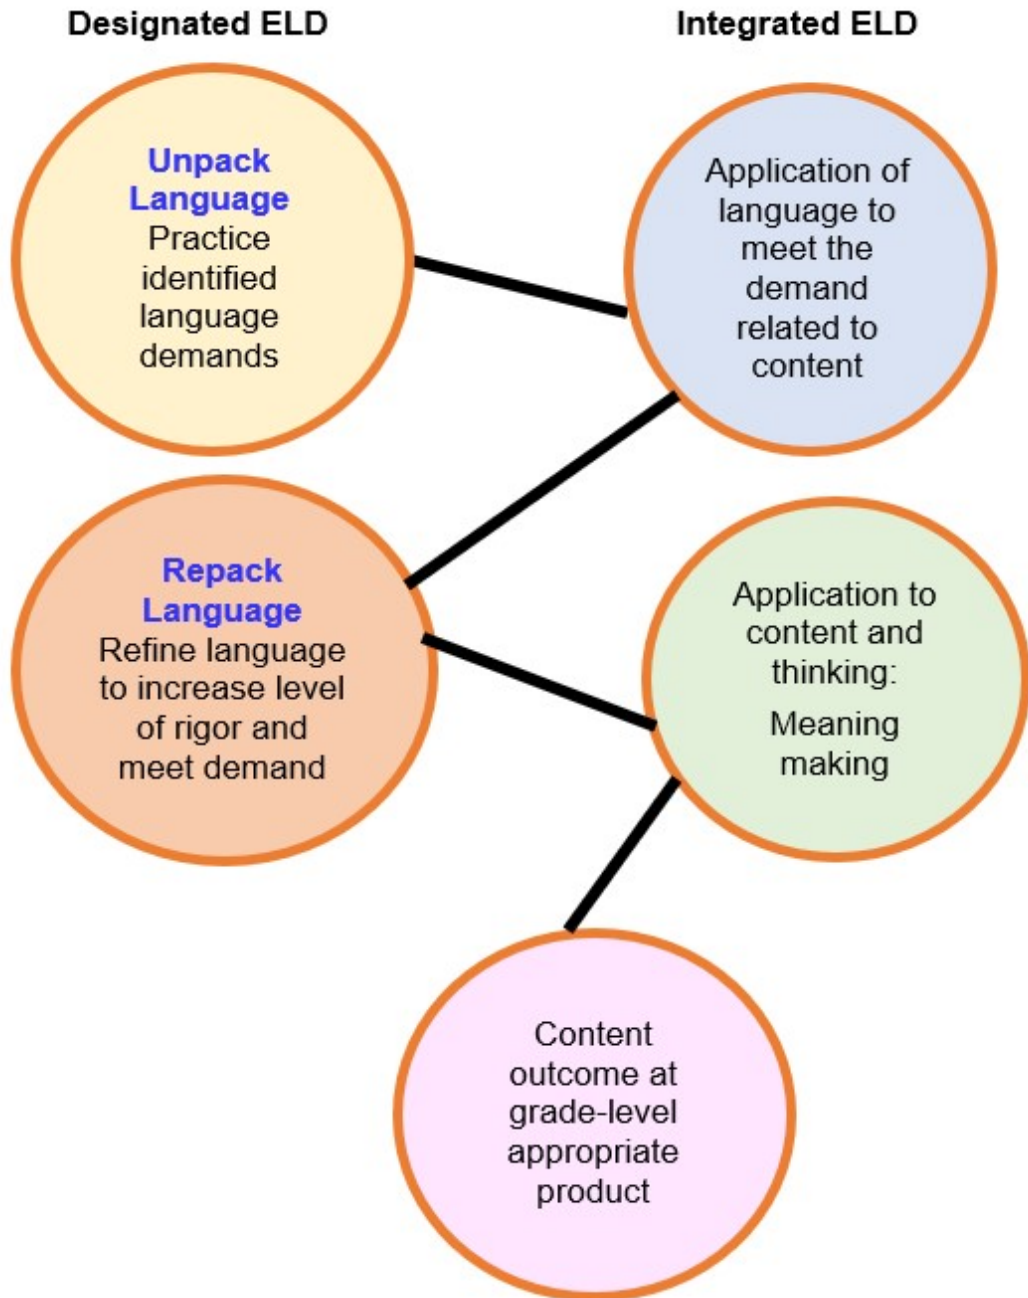 Designated ELD
Integrated ELD
Unpack
Language
Practice
identified
language
demands
Application of
language to
meet the
demand
related to
content
Repack
Language
Refine language
to increase level
of rigor and
meet demand
Application to
content and
thinking:
Meaning
making
Content
outcome at
grade-level
appropriate
product